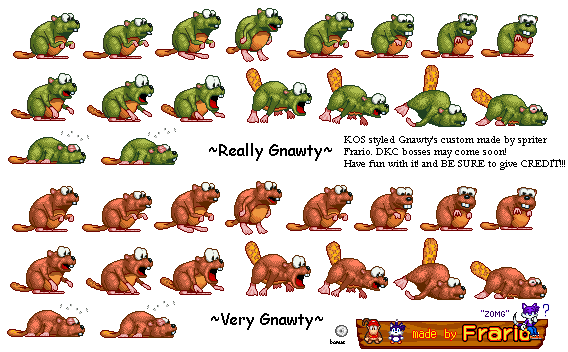 ~Really Gnawty~
KOS styled Gnawty's custom made by spriter
Frario. DKC bosses may come soon!
Have fun with it! and BE SURE to give CREDIT!!!
~Very Gnawty~
"ZOMG"
?
bonus
made by Frario